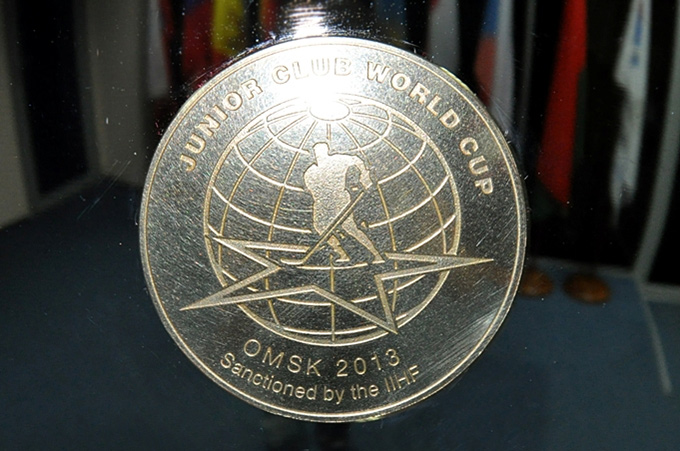 JUNIOR CLUB WORLD CUP
OMSK 2013
Sanctioned by the IIHF